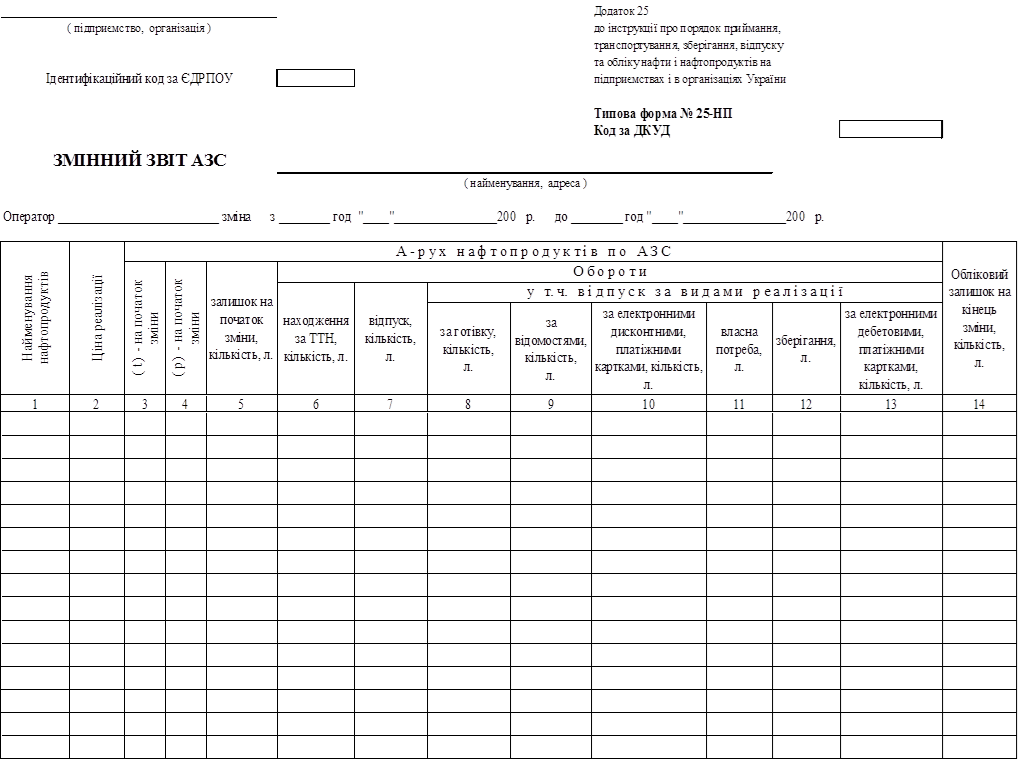 ( підприємство, організація )
Ідентифікаційний код за ЄДРПОУ
Додаток 25
до інструкції про порядок приймання,
транспортування, зберігання, відпуску
та обліку нафти і нафтопродуктів на
підприємствах і в організаціях України
Типова форма № 25-НП
Код за ДКУД
ЗМІННИЙ ЗВІТ АЗС
( найменування, адреса )
Оператор _________________________ зміна з ________ год "____"________________200 р. до ________ год "____"________________200 р.
Найменування
нафтопродуктів
Ціна реалізації
А-рух нафтопродуктів по АЗС
( t ) - на початок
зміни
( p ) - на початок
зміни
залишок на
початок
зміни,
кількість, л.
Обороти
находження
за ТТН,
кількість, л.
відпуск,
кількість,
л.
у т.ч. відпуск за видами реалізації
за готівку,
кількість,
л.
за
відомостями,
кількість,
л.
за електронними
дисконтними,
платіжними
картками, кількість,
л.
власна
потреба,
л.
зберігання,
л.
за електронними
дебетовими,
платіжними
картками,
кількість, л.
Обліковий
залишок на
кінець
зміни,
кількість,
л.
1 2 3 4 5 6 7 8 9 10 11 12 13 14